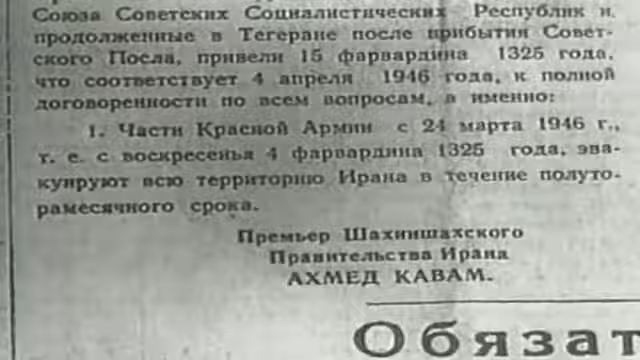 Союза Советских Социалистических Республик и
продолженные в Тегеране после прибытия Совет-
ского Посла, привели 15 фарвардина 1325 года,
что соответствует 4 апреля 1946 года, к полной
договоренности по всем вопросам, а именно:
1. Части Красной Армии с 24 марта 1946 г.,
т. е. с воскресенья 4 фарвардина 1325 года, эва-
куируют всю территорию Ирана в течение полуто-
рамесячного срока.
Премьер Шахиншахского
Правительства Ирана
АХМЕД КАВАМ.
Обязат